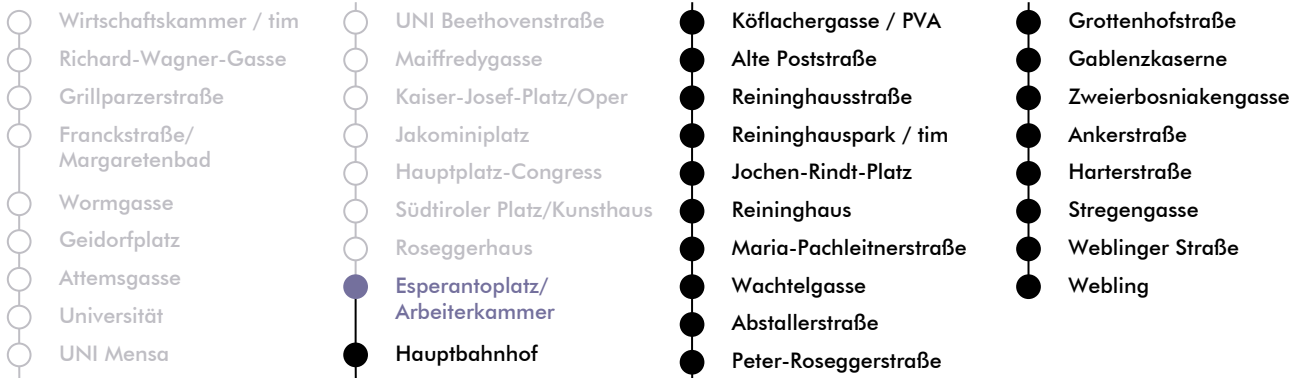 Wirtschaftskammer / tim
Richard-Wagner-Gasse
Grillparzerstraße
Franckstraße/
Margaretenbad
Wormgasse
Geidorfplatz
Attemsgasse
Universität
UNI Mensa
UNI Beethovenstraße
Maiffredygasse
Kaiser-Josef-Platz/Oper
Jakominiplatz
Hauptplatz-Congress
Südtiroler Platz/Kunsthaus
Roseggerhaus
Esperantoplatz/
Arbeiterkammer
Hauptbahnhof
Köflachergasse / PVA
Alte Poststraße
Reininghausstraße
Reininghauspark / tim
Jochen-Rindt-Platz
Reininghaus
Maria-Pachleitnerstraße
Wachtelgasse
Abstallerstraße
Peter-Roseggerstraße
Grottenhofstraße
Gablenzkaserne
Zweierbosniakengasse
Ankerstraße
Harterstraße
Stregengasse
Weblinger Straße
Webling